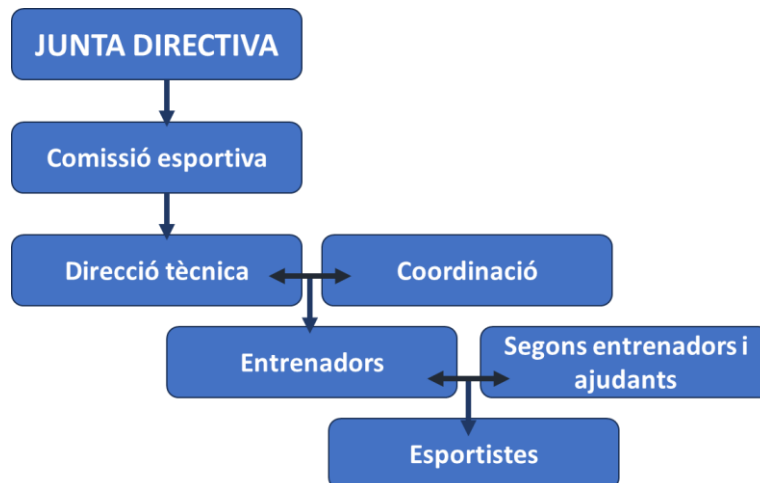 JUNTA DIRECTIVA
Comissió esportiva
Direcció tècnica
Coordinació
Entrenadors
Segons entrenadors i
ajudants
Esportistes